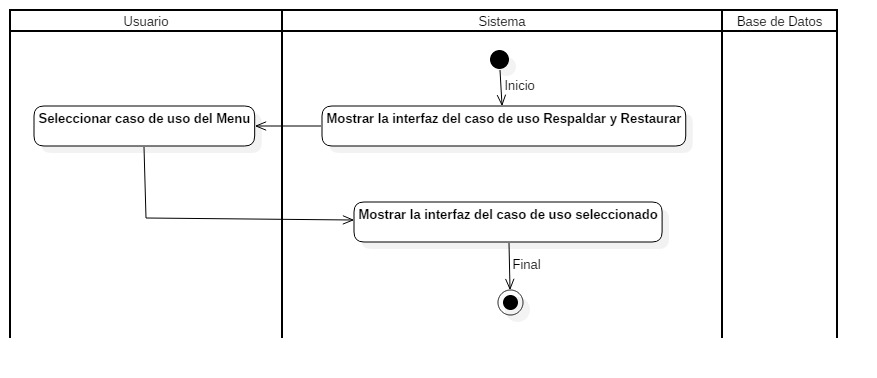 Usuario
Sistema
Base de Datos
Inicio
Seleccionar caso de uso del Menu
Mostrar la interfaz del caso de uso Respaldar y Restaurar
Mostrar la interfaz del caso de uso seleccionado
Final